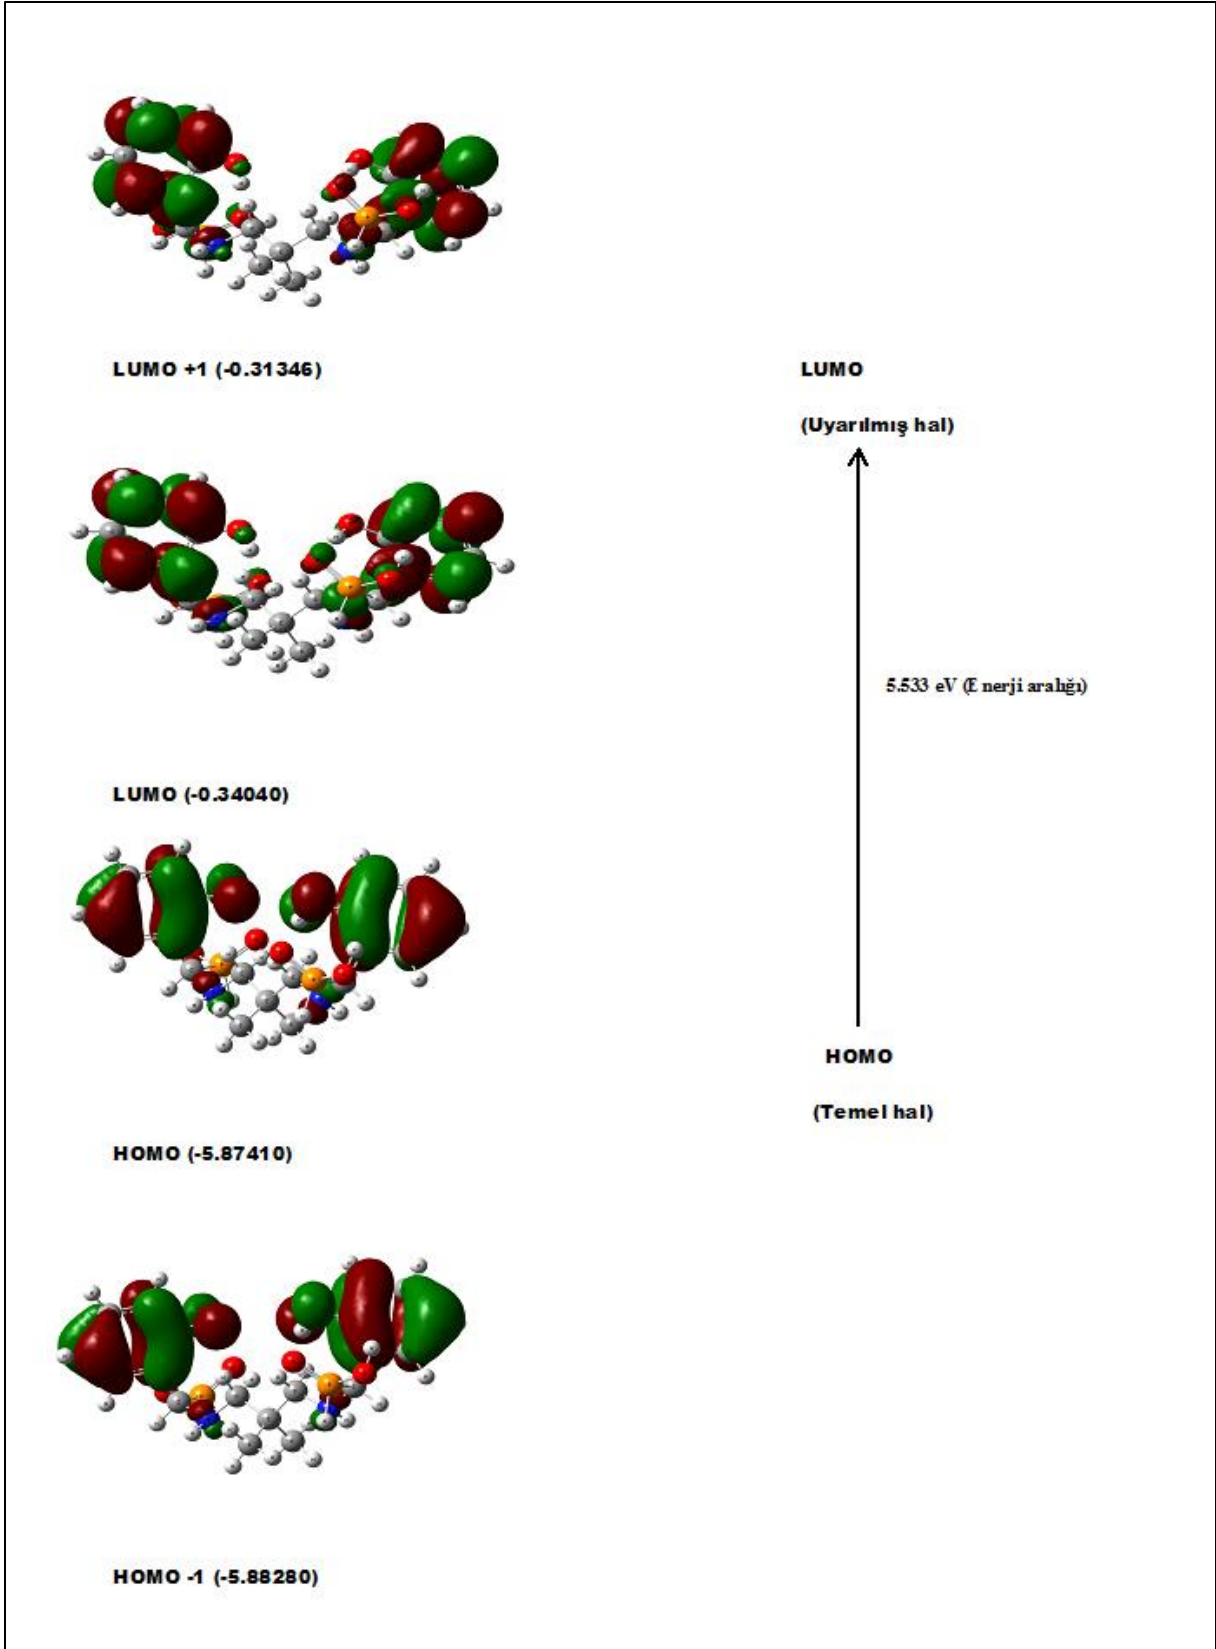 LUMO +1 (-0.31346)
LUMO
(Uyarılmış hal)
5.533 eV (Enerji aralığı)
LUMO (-0.34040)
HOMO
(Temel hal)
HOMO (-5.87410)
HOMO -1 (-5.88280)